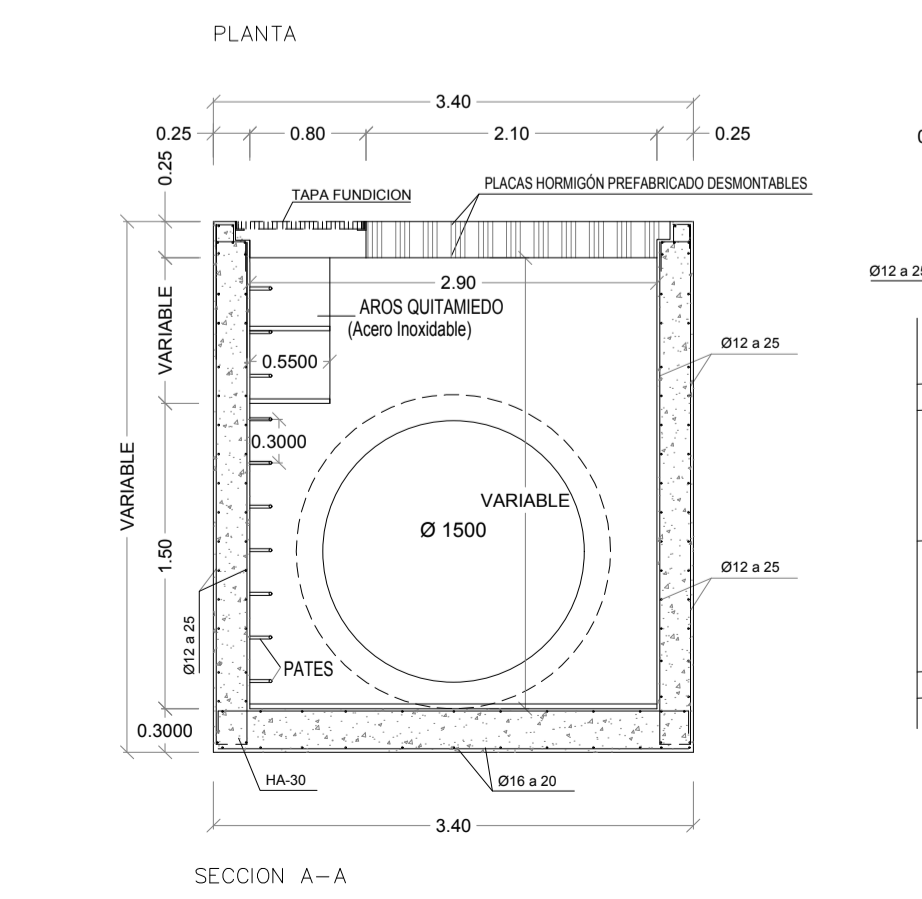 PLANTA
3.40
0.25
0.80
2.10
0.25
0.25
TAPA FUNDICION
PLACAS HORMIGÓN PREFABRICADO DESMONTABLES
2.90
Ø12 a 25
VARIABLE
AROS QUITAMIEDO
(Acero Inoxidable)
Ø12 a 25
0.5500
0.3000
VARIABLE
VARIABLE
Ø 1500
1.50
Ø12 a 25
Ø12 a 25
PATES
0.3000
HA-30
Ø16 a 20
3.40
SECCION A-A